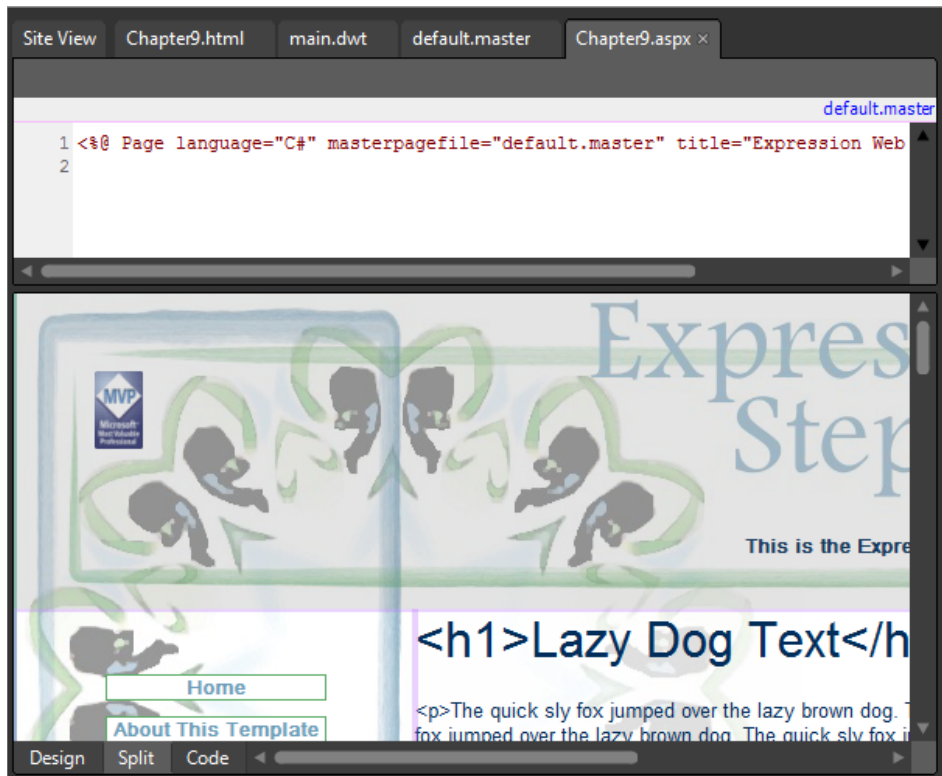 Site View Chapter9.html main.dwt default.master Chapter9.aspx ×
default.master
1 <%@ Page language="C#" masterpagefile="default.master" title="Expression Web
2
Expres
Step
MVP
Microsoft
Most Valuable
Professional
This is the Expre
<h1>Lazy Dog Text</h
Home
<p>The quick sly fox jumped over the lazy brown dog. T
About This Template
fox jumped over the lazy brown dog. The quick sly fox j
Design Split Code